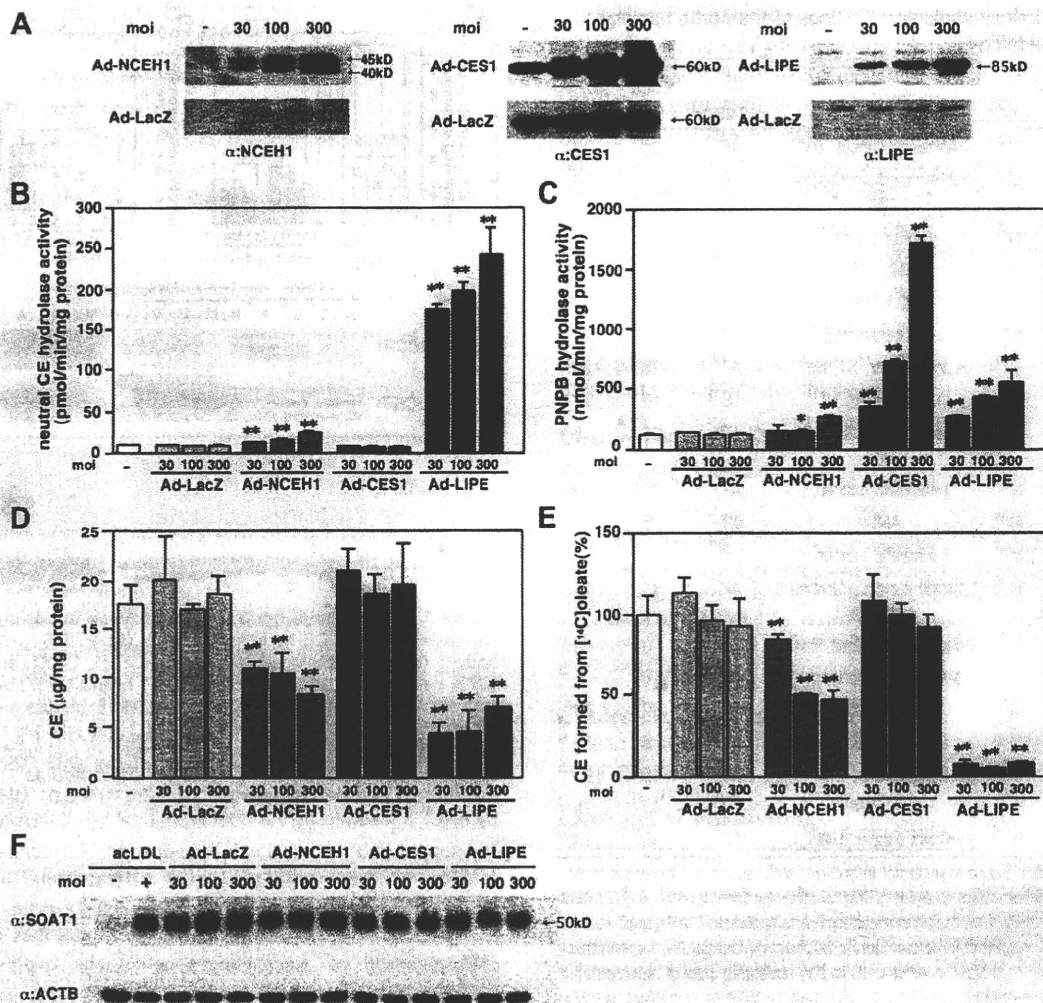 A
moi - 30 100 300
Ad-NCEH1
←45kD
←40kD
Ad-LacZ
α:NCEH1
moi - 30 100 300
Ad-CES1 ←60kD
Ad-LacZ ←60kD
α:CES1
moi - 30 100 300
Ad-LIPE ←85kD
Ad-LacZ
α:LIPE
B
neutral CE hydrolase activity
(pmol/min/mg protein)
300
250
200
150
100
50
0
** ** ** ** ** **
moi - 30 100 300 30 100 300 30 100 300 30 100 300
Ad-LacZ Ad-NCEH1 Ad-CES1 Ad-LIPE
C
PNPB hydrolase activity
(nmol/min/mg protein)
2000
1500
1000
500
0
* ** ** ** ** ** ** **
moi - 30 100 300 30 100 300 30 100 300 30 100 300
Ad-LacZ Ad-NCEH1 Ad-CES1 Ad-LIPE
D
CE (μg/mg protein)
25
20
15
10
5
0
** ** ** ** ** **
moi - 30 100 300 30 100 300 30 100 300 30 100 300
Ad-LacZ Ad-NCEH1 Ad-CES1 Ad-LIPE
E
CE formed from [¹⁴C]oleate(%)
150
100
50
0
** ** ** ** ** **
moi - 30 100 300 30 100 300 30 100 300 30 100 300
Ad-LacZ Ad-NCEH1 Ad-CES1 Ad-LIPE
F
acLDL Ad-LacZ Ad-NCEH1 Ad-CES1 Ad-LIPE
moi - + 30 100 300 30 100 300 30 100 300 30 100 300
α:SOAT1 ←50kD
α:ACTB